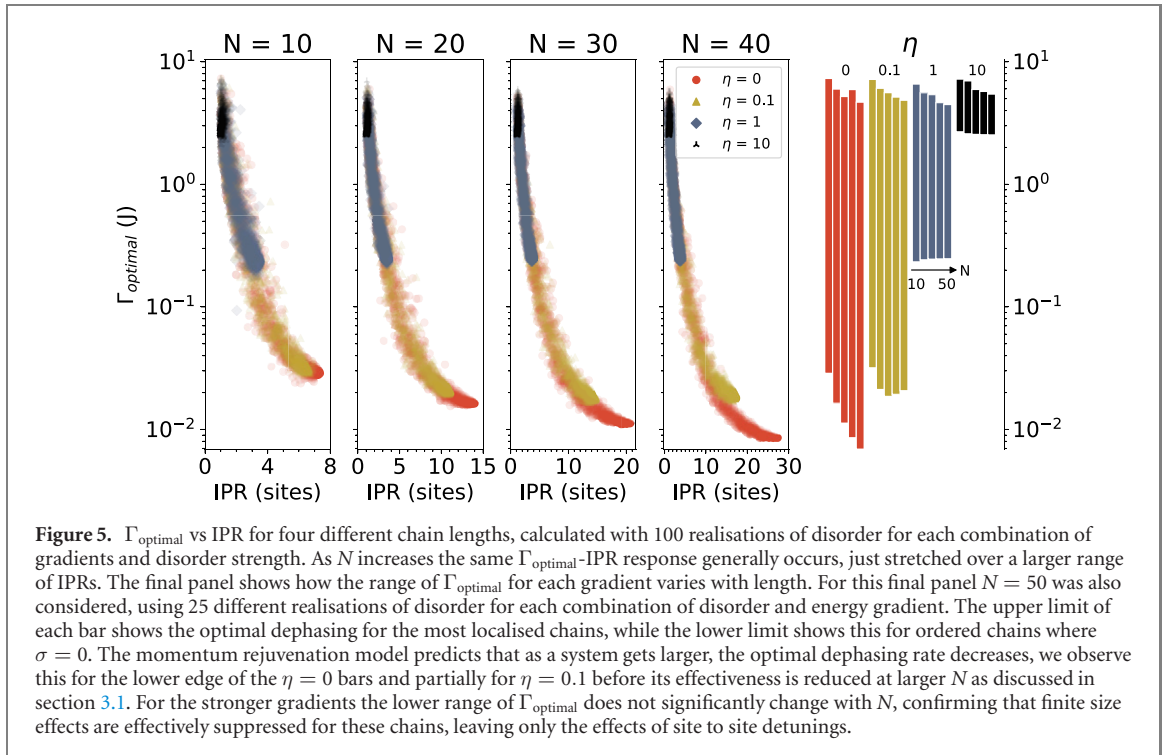 N = 10
N = 20
N = 30
N = 40
η
10¹
10⁰
10⁻¹
10⁻²
Γoptimal (J)
η = 0
η = 0.1
η = 1
η = 10
0 4 8
0 5 10 15
0 10 20
0 10 20 30
IPR (sites)
IPR (sites)
IPR (sites)
IPR (sites)
0 0.1 1 10
N
10 50
10¹
10⁰
10⁻¹
10⁻²
Figure 5. Γoptimal vs IPR for four different chain lengths, calculated with 100 realisations of disorder for each combination of
gradients and disorder strength. As N increases the same Γoptimal-IPR response generally occurs, just stretched over a larger range
of IPRs. The final panel shows how the range of Γoptimal for each gradient varies with length. For this final panel N = 50 was also
considered, using 25 different realisations of disorder for each combination of disorder and energy gradient. The upper limit of
each bar shows the optimal dephasing for the most localised chains, while the lower limit shows this for ordered chains where
σ = 0. The momentum rejuvenation model predicts that as a system gets larger, the optimal dephasing rate decreases, we observe
this for the lower edge of the η = 0 bars and partially for η = 0.1 before its effectiveness is reduced at larger N as discussed in
section 3.1. For the stronger gradients the lower range of Γoptimal does not significantly change with N, confirming that finite size
effects are effectively suppressed for these chains, leaving only the effects of site to site detunings.